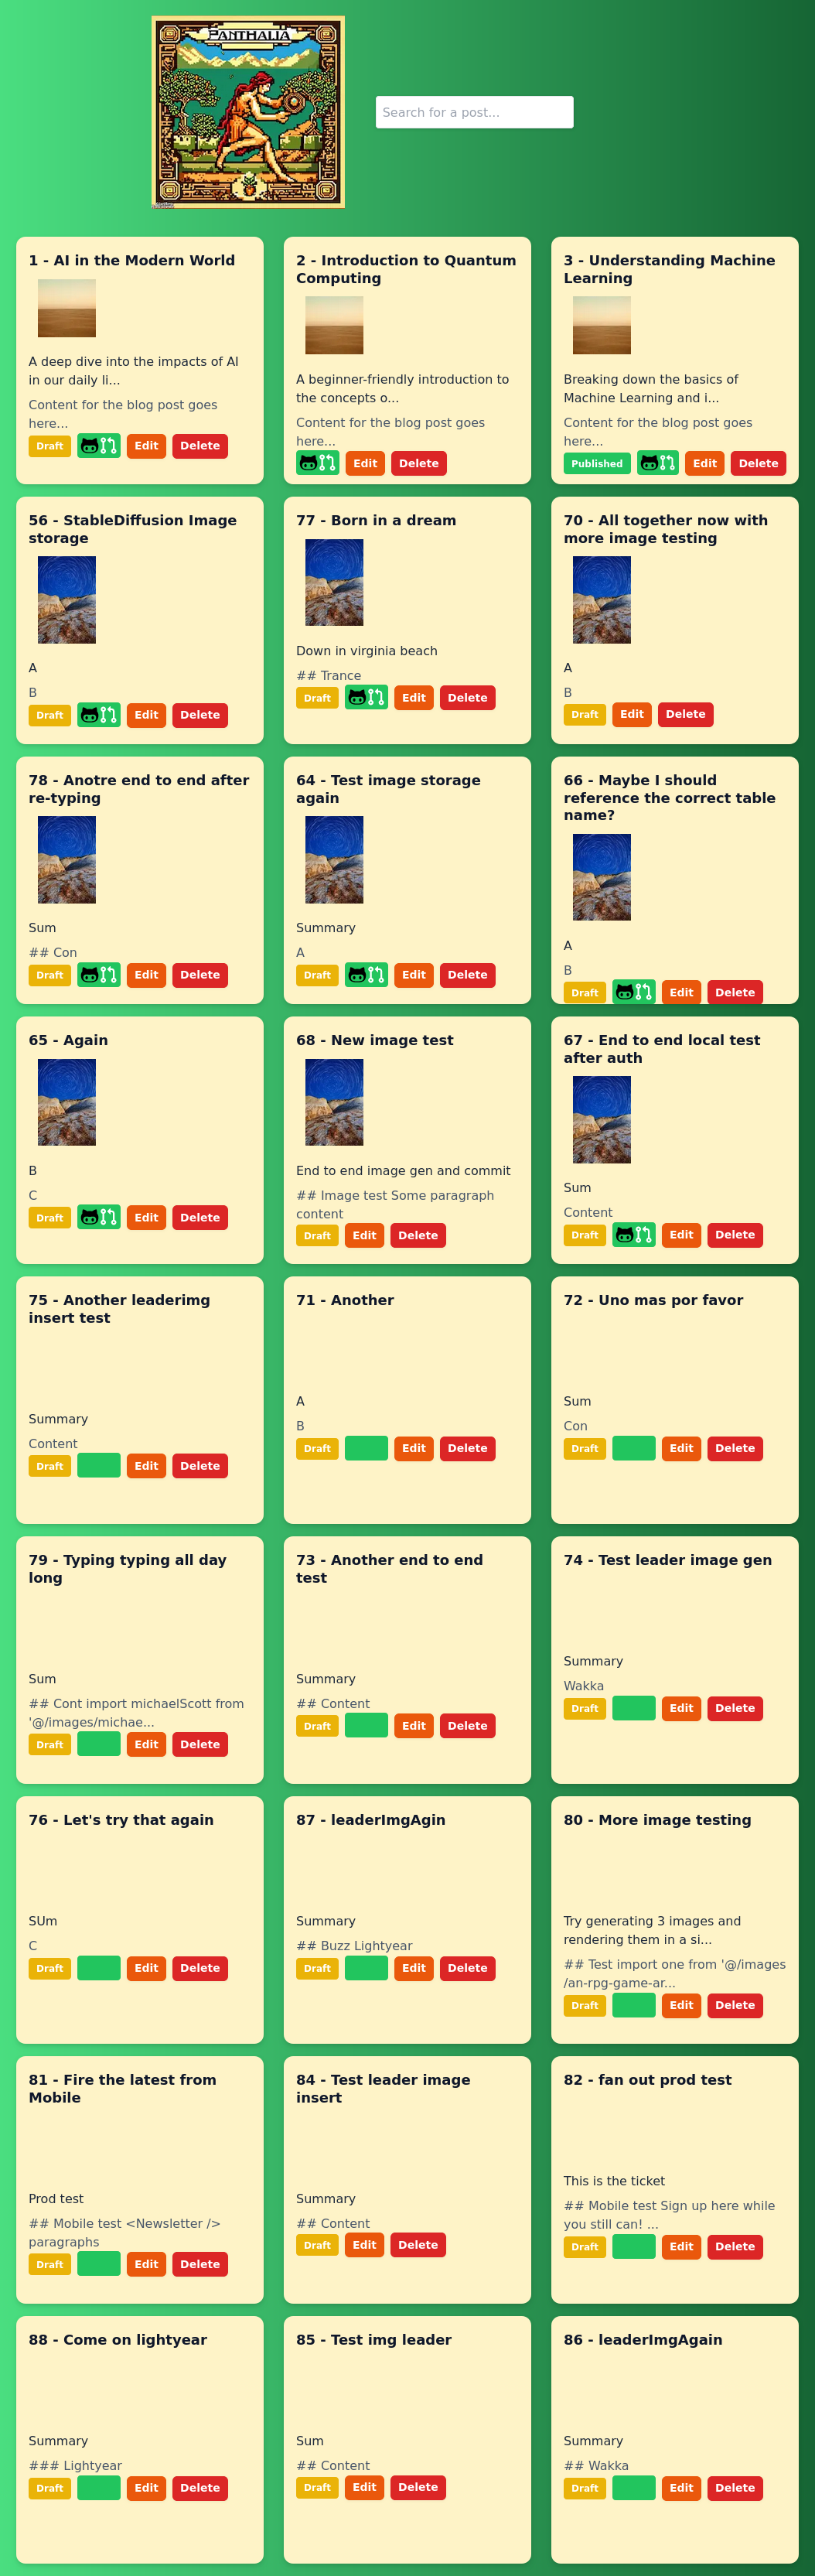 PANTHALIA
Search for a post...
1 - AI in the Modern World
A deep dive into the impacts of AI
in our daily li...
Content for the blog post goes
here...
Draft
Edit
Delete
2 - Introduction to Quantum
Computing
A beginner-friendly introduction to
the concepts o...
Content for the blog post goes
here...
Edit
Delete
3 - Understanding Machine
Learning
Breaking down the basics of
Machine Learning and i...
Content for the blog post goes
here...
Published
Edit
Delete
56 - StableDiffusion Image
storage
A
B
Draft
Edit
Delete
77 - Born in a dream
Down in virginia beach
## Trance
Draft
Edit
Delete
70 - All together now with
more image testing
A
B
Draft
Edit
Delete
78 - Anotre end to end after
re-typing
Sum
## Con
Draft
Edit
Delete
64 - Test image storage
again
Summary
A
Draft
Edit
Delete
66 - Maybe I should
reference the correct table
name?
A
B
Draft
Edit
Delete
65 - Again
B
C
Draft
Edit
Delete
68 - New image test
End to end image gen and commit
## Image test Some paragraph
content
Draft
Edit
Delete
67 - End to end local test
after auth
Sum
Content
Draft
Edit
Delete
75 - Another leaderimg
insert test
Summary
Content
Draft
Edit
Delete
71 - Another
A
B
Draft
Edit
Delete
72 - Uno mas por favor
Sum
Con
Draft
Edit
Delete
79 - Typing typing all day
long
Sum
## Cont import michaelScott from
'@/images/michae...
Draft
Edit
Delete
73 - Another end to end
test
Summary
## Content
Draft
Edit
Delete
74 - Test leader image gen
Summary
Wakka
Draft
Edit
Delete
76 - Let's try that again
SUm
C
Draft
Edit
Delete
87 - leaderImgAgin
Summary
## Buzz Lightyear
Draft
Edit
Delete
80 - More image testing
Try generating 3 images and
rendering them in a si...
## Test import one from '@/images
/an-rpg-game-ar...
Draft
Edit
Delete
81 - Fire the latest from
Mobile
Prod test
## Mobile test <Newsletter />
paragraphs
Draft
Edit
Delete
84 - Test leader image
insert
Summary
## Content
Draft
Edit
Delete
82 - fan out prod test
This is the ticket
## Mobile test Sign up here while
you still can! ...
Draft
Edit
Delete
88 - Come on lightyear
Summary
### Lightyear
Draft
Edit
Delete
85 - Test img leader
Sum
## Content
Draft
Edit
Delete
86 - leaderImgAgain
Summary
## Wakka
Draft
Edit
Delete